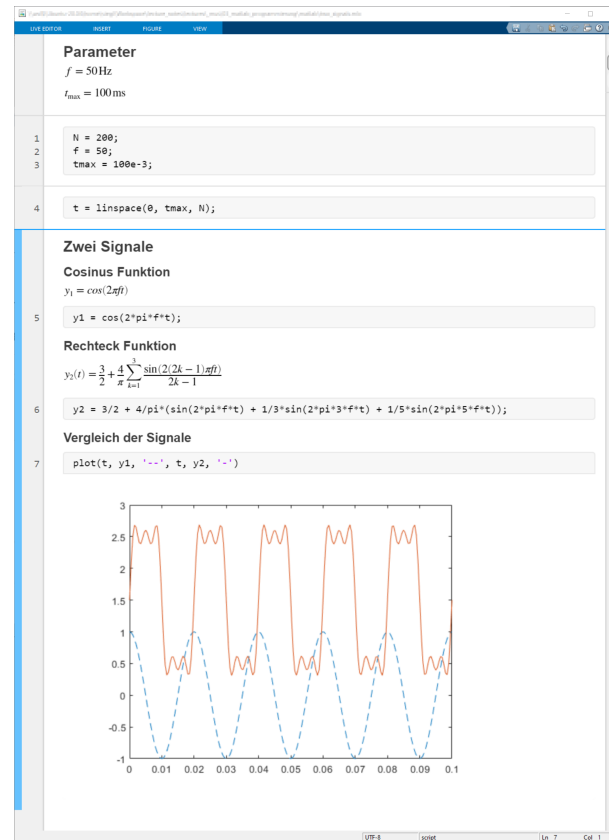 LIVE EDITOR INSERT FIGURE VIEW
Parameter
f = 50 Hz
t_max = 100 ms
1 N = 200;
2 f = 50;
3 tmax = 100e-3;
4 t = linspace(0, tmax, N);
Zwei Signale
Cosinus Funktion
y₁ = cos(2πft)
5 y1 = cos(2*pi*f*t);
Rechteck Funktion
y₂(t) = 3/2 + 4/π ∑_{k=1}^{3} sin(2(2k − 1)πft)/(2k − 1)
6 y2 = 3/2 + 4/pi*(sin(2*pi*f*t) + 1/3*sin(2*pi*3*f*t) + 1/5*sin(2*pi*5*f*t));
Vergleich der Signale
7 plot(t, y1, '--', t, y2, '-')
3
2.5
2
1.5
1
0.5
0
-0.5
-1
0 0.01 0.02 0.03 0.04 0.05 0.06 0.07 0.08 0.09 0.1
UTF-8 script Ln 7 Col 1